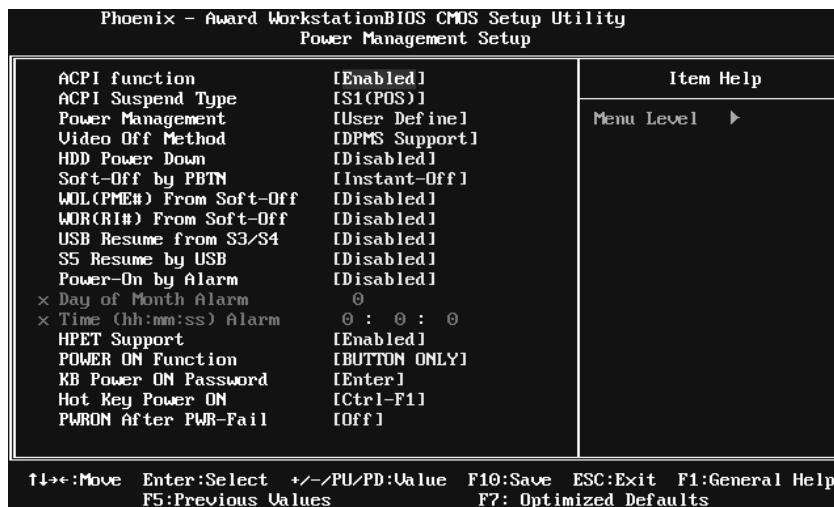 Phoenix - Award WorkstationBIOS CMOS Setup Utility
Power Management Setup
ACPI function [Enabled]
ACPI Suspend Type [S1(POS)]
Power Management [User Define]
Video Off Method [DPMS Support]
HDD Power Down [Disabled]
Soft-Off by PBTN [Instant-Off]
WOL(PME#) From Soft-Off [Disabled]
WOR(RI#) From Soft-Off [Disabled]
USB Resume from S3/S4 [Disabled]
S5 Resume by USB [Disabled]
Power-On by Alarm [Disabled]
x Day of Month Alarm 0
x Time (hh:mm:ss) Alarm 0 : 0 : 0
HPET Support [Enabled]
POWER ON Function [BUTTON ONLY]
KB Power ON Password [Enter]
Hot Key Power ON [Ctrl-F1]
PWRON After PWR-Fail [Off]
Item Help
Menu Level ▶
↑↓→←:Move Enter:Select +/-/PU/PD:Value F10:Save ESC:Exit F1:General Help
F5:Previous Values F7: Optimized Defaults